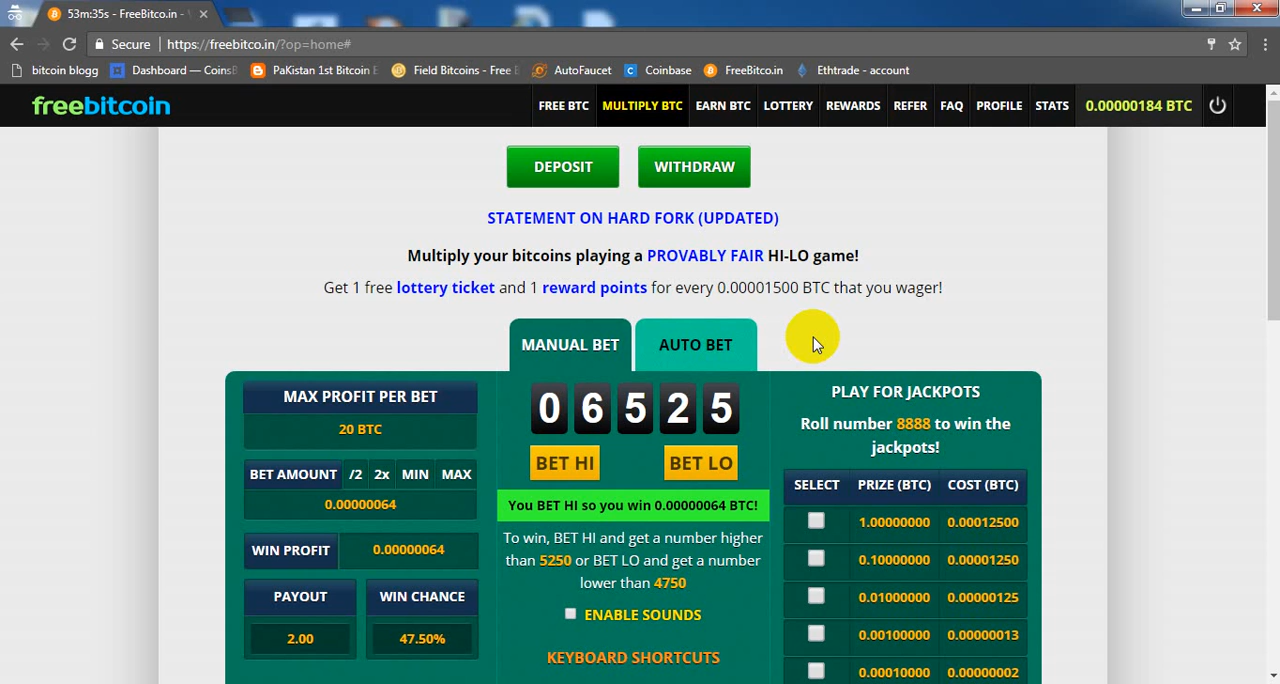 53m:35s - FreeBitco.in -
Secure https://freebitco.in/?op=home#
bitcoin blogg Dashboard — CoinsB PaKistan 1st Bitcoin E Field Bitcoins - Free E AutoFaucet Coinbase FreeBitco.in Ethtrade - account
freebitcoin FREE BTC MULTIPLY BTC EARN BTC LOTTERY REWARDS REFER FAQ PROFILE STATS 0.00000184 BTC
DEPOSIT WITHDRAW
STATEMENT ON HARD FORK (UPDATED)
Multiply your bitcoins playing a PROVABLY FAIR HI-LO game!
Get 1 free lottery ticket and 1 reward points for every 0.00001500 BTC that you wager!
MANUAL BET AUTO BET
MAX PROFIT PER BET
20 BTC
BET AMOUNT /2 2x MIN MAX
0.00000064
WIN PROFIT 0.00000064
PAYOUT WIN CHANCE
2.00 47.50%
0 6 5 2 5
BET HI BET LO
You BET HI so you win 0.00000064 BTC!
To win, BET HI and get a number higher
than 5250 or BET LO and get a number
lower than 4750
ENABLE SOUNDS
KEYBOARD SHORTCUTS
PLAY FOR JACKPOTS
Roll number 8888 to win the
jackpots!
SELECT PRIZE (BTC) COST (BTC)
1.00000000 0.00012500
0.10000000 0.00001250
0.01000000 0.00000125
0.00100000 0.00000013
0.00010000 0.00000002